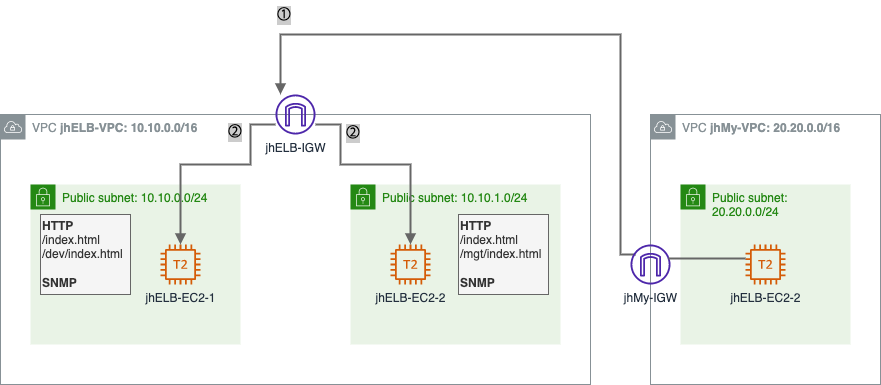 ①
VPC jhELB-VPC: 10.10.0.0/16
VPC jhMy-VPC: 20.20.0.0/16
②
②
jhELB-IGW
Public subnet: 10.10.0.0/24
HTTP
/index.html
/dev/index.html
SNMP
T2
jhELB-EC2-1
Public subnet: 10.10.1.0/24
T2
jhELB-EC2-2
HTTP
/index.html
/mgt/index.html
SNMP
jhMy-IGW
Public subnet:
20.20.0.0/24
T2
jhELB-EC2-2